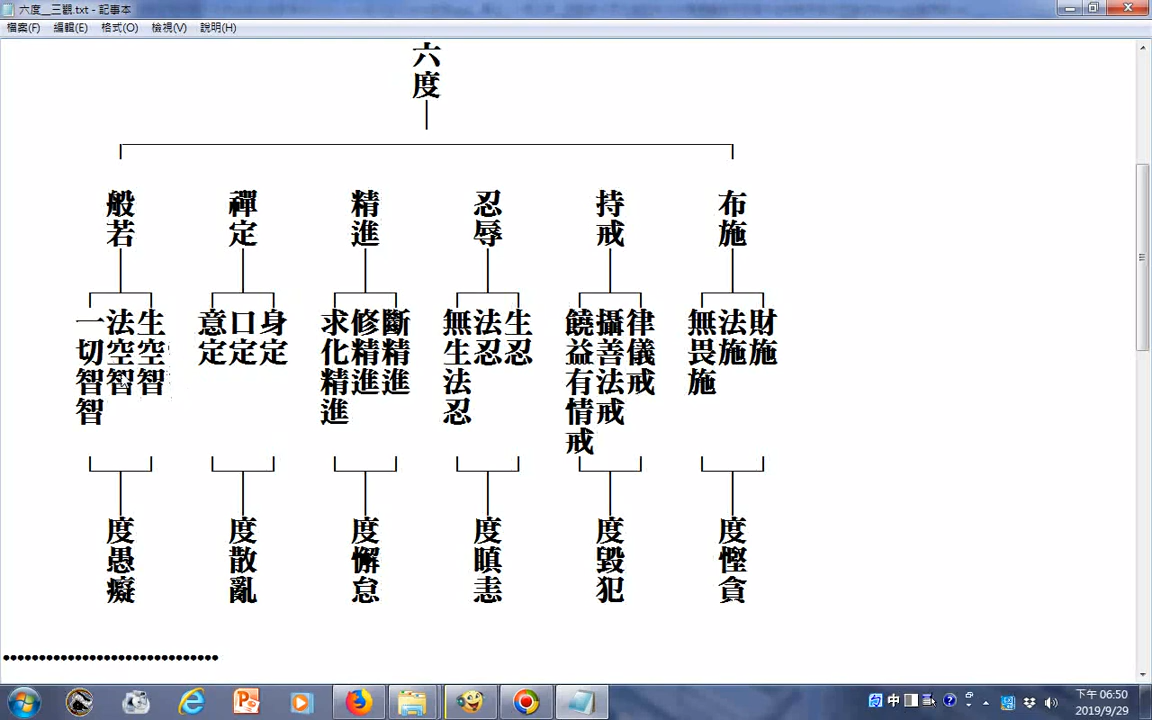 六度__三觀.txt - 記事本
檔案(F) 編輯(E) 格式(O) 檢視(V) 說明(H)
六度
布施
持戒
忍辱
精進
禪定
般若
財施
法施
無畏施
律儀戒
攝善法戒
饒益有情戒
生忍
法忍
無生法忍
斷精進
修精進
求化精進
身定
口定
意定
生空智
法空智
一切智智
度慳貪
度毀犯
度瞋恚
度懈怠
度散亂
度愚癡
••••••••••••••••••••••••••••••
中
下午 06:50
2019/9/29